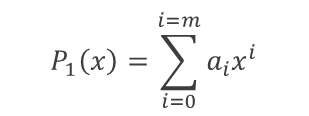 P₁(x) = ∑_{i=0}^{i=m} aᵢxⁱ